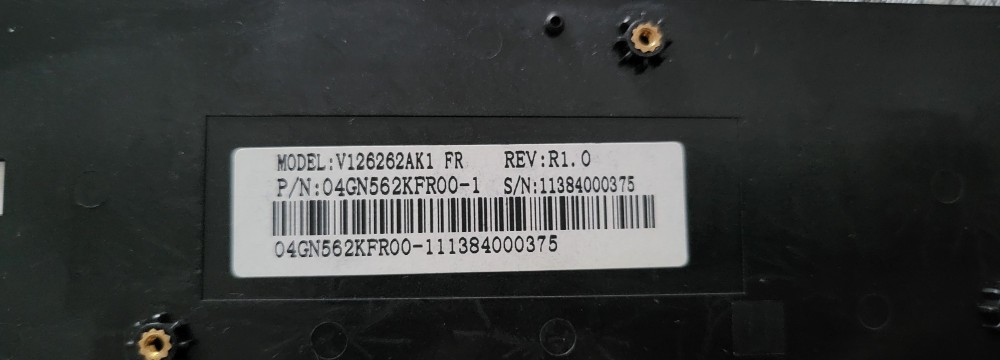 MODEL:V126262AK1 FR REV:R1.0
P/N:04GN562KFR00-1 S/N:11384000375
04GN562KFR00-111384000375